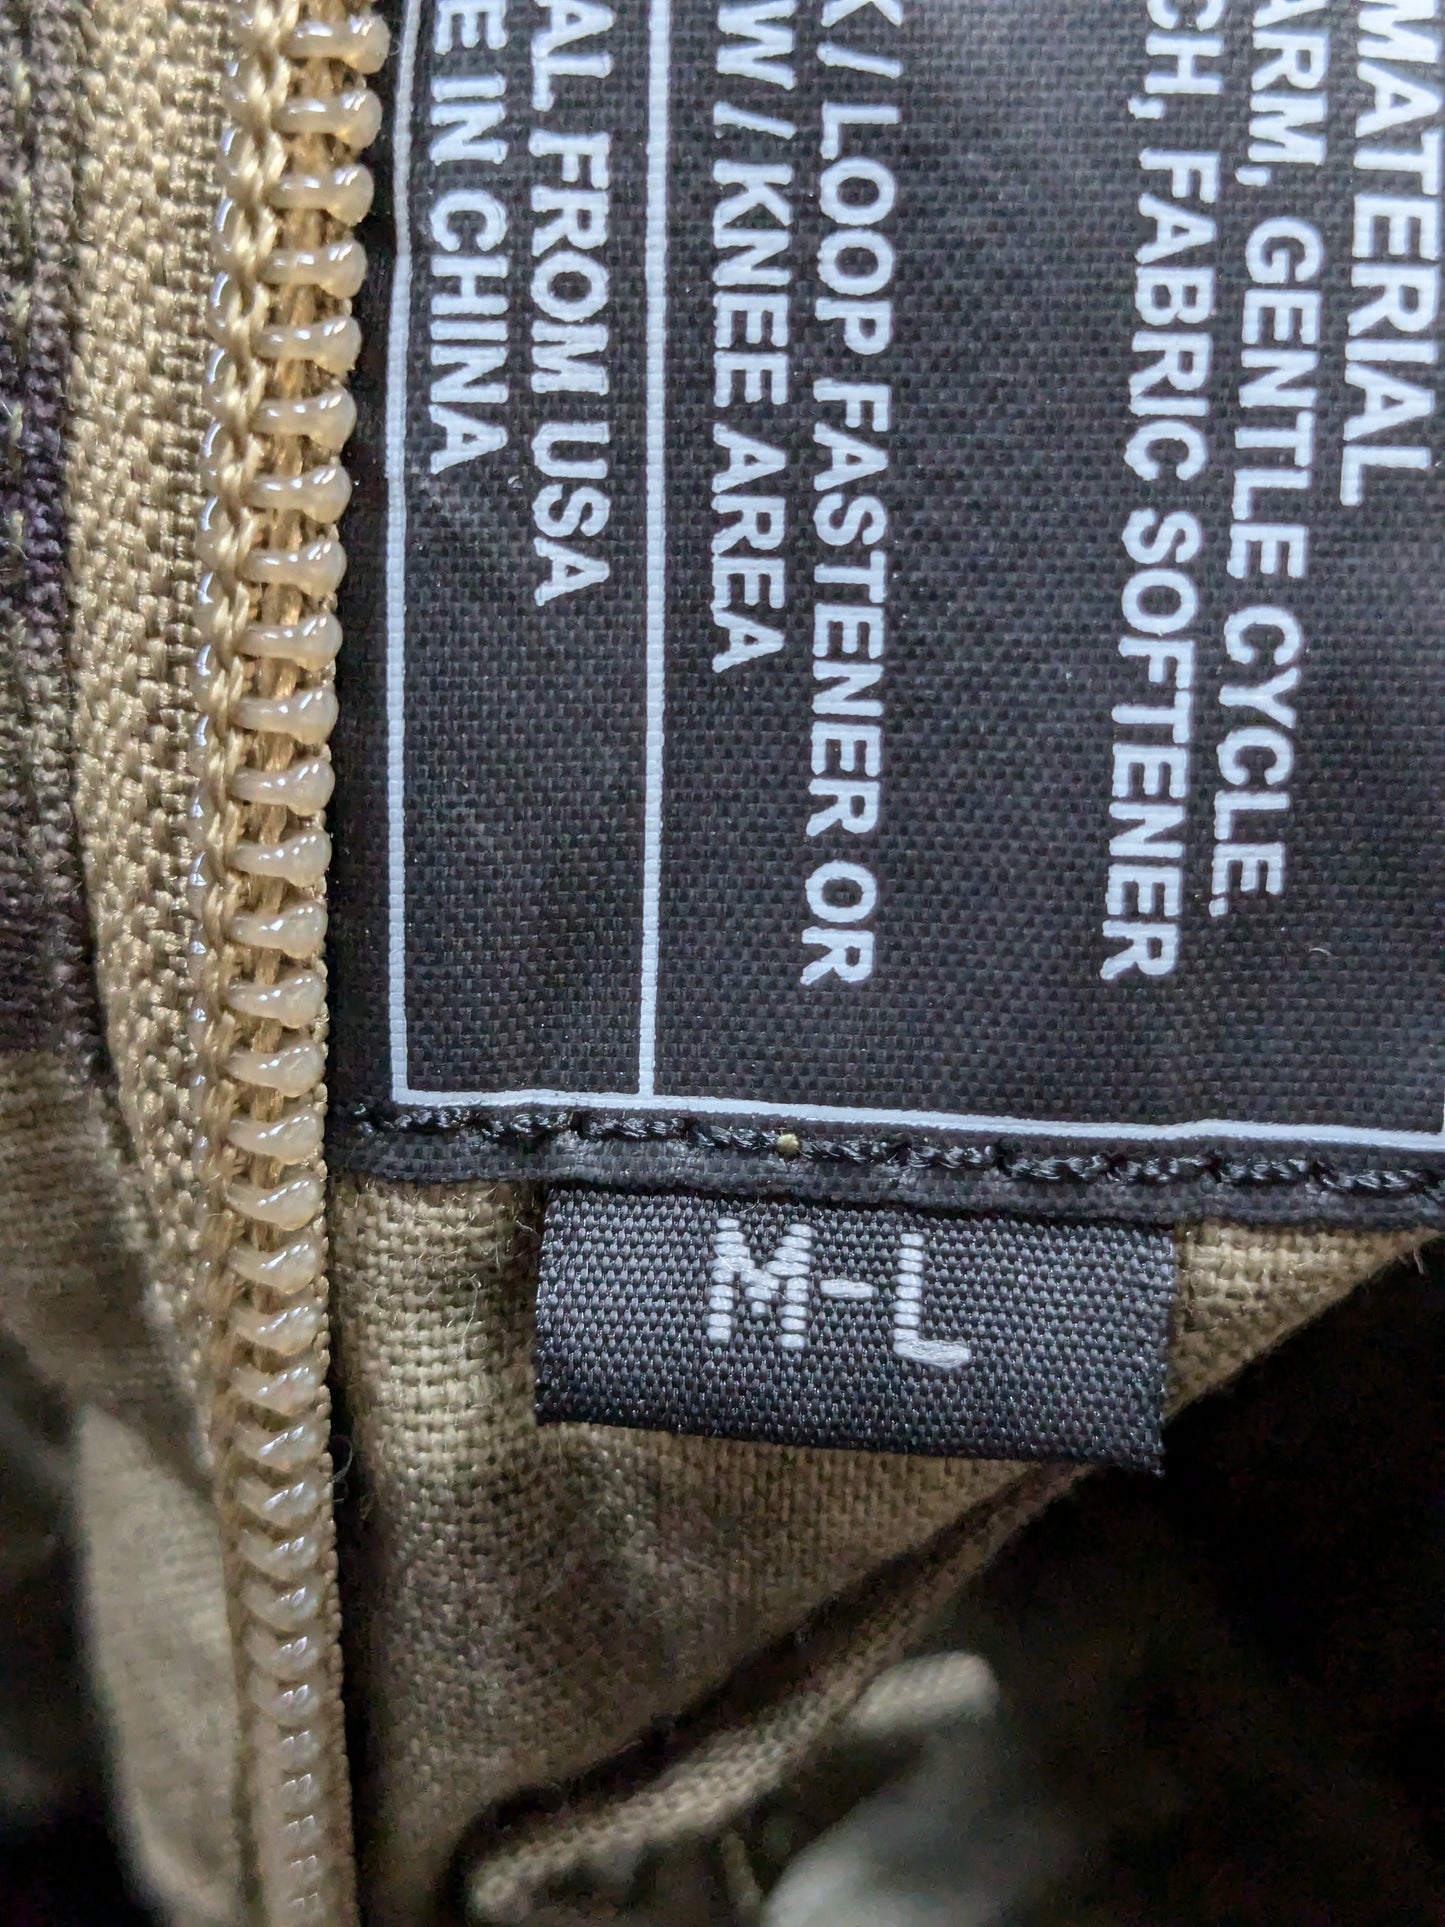 MATERIAL
ARM, GENTLE CYCLE.
CH, FABRIC SOFTENER
K / LOOP FASTENER OR
W / KNEE AREA
AL FROM USA
E IN CHINA
M-L